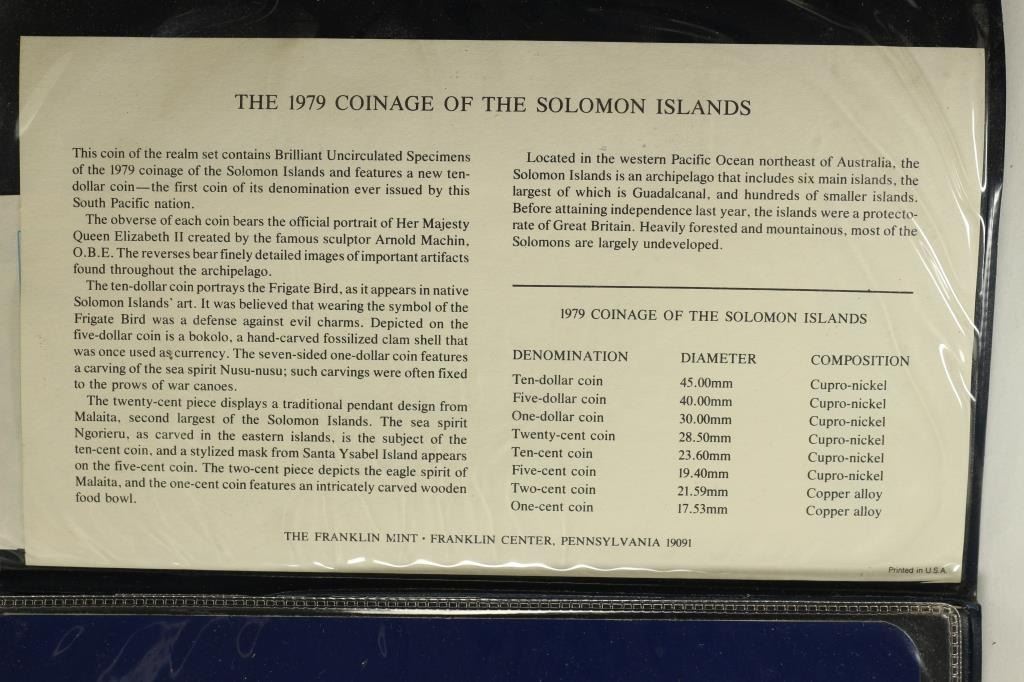 THE 1979 COINAGE OF THE SOLOMON ISLANDS
This coin of the realm set contains Brilliant Uncirculated Specimens
of the 1979 coinage of the Solomon Islands and features a new ten-
dollar coin—the first coin of its denomination ever issued by this
South Pacific nation.
The obverse of each coin bears the official portrait of Her Majesty
Queen Elizabeth II created by the famous sculptor Arnold Machin,
O.B.E. The reverses bear finely detailed images of important artifacts
found throughout the archipelago.
The ten-dollar coin portrays the Frigate Bird, as it appears in native
Solomon Islands' art. It was believed that wearing the symbol of the
Frigate Bird was a defense against evil charms. Depicted on the
five-dollar coin is a bokolo, a hand-carved fossilized clam shell that
was once used as currency. The seven-sided one-dollar coin features
a carving of the sea spirit Nusu-nusu; such carvings were often fixed
to the prows of war canoes.
The twenty-cent piece displays a traditional pendant design from
Malaita, second largest of the Solomon Islands. The sea spirit
Ngorieru, as carved in the eastern islands, is the subject of the
ten-cent coin, and a stylized mask from Santa Ysabel Island appears
on the five-cent coin. The two-cent piece depicts the eagle spirit of
Malaita, and the one-cent coin features an intricately carved wooden
food bowl.
Located in the western Pacific Ocean northeast of Australia, the
Solomon Islands is an archipelago that includes six main islands, the
largest of which is Guadalcanal, and hundreds of smaller islands.
Before attaining independence last year, the islands were a protecto-
rate of Great Britain. Heavily forested and mountainous, most of the
Solomons are largely undeveloped.
1979 COINAGE OF THE SOLOMON ISLANDS
DENOMINATION DIAMETER COMPOSITION
Ten-dollar coin 45.00mm Cupro-nickel
Five-dollar coin 40.00mm Cupro-nickel
One-dollar coin 30.00mm Cupro-nickel
Twenty-cent coin 28.50mm Cupro-nickel
Ten-cent coin 23.60mm Cupro-nickel
Five-cent coin 19.40mm Cupro-nickel
Two-cent coin 21.59mm Copper alloy
One-cent coin 17.53mm Copper alloy
THE FRANKLIN MINT • FRANKLIN CENTER, PENNSYLVANIA 19091
Printed in U.S.A.